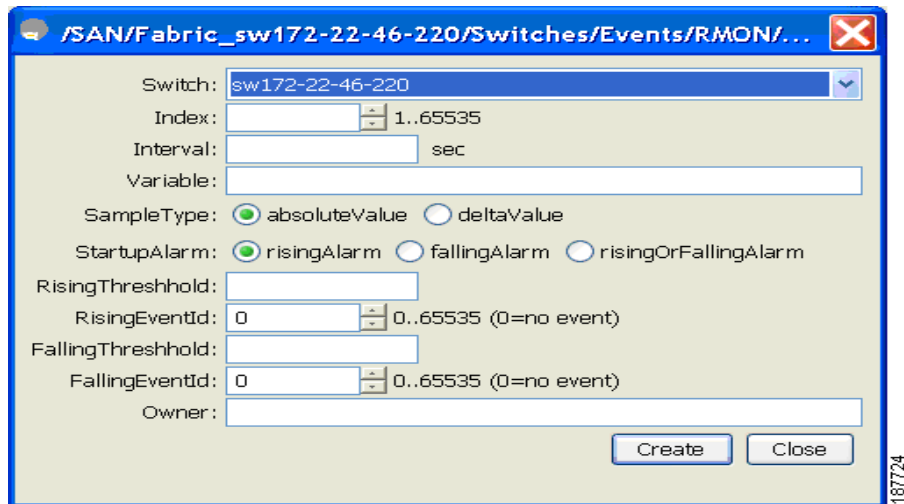 /SAN/Fabric_sw172-22-46-220/Switches/Events/RMON/...
Switch: sw172-22-46-220
Index: 1..65535
Interval: sec
Variable:
SampleType: absoluteValue deltaValue
StartupAlarm: risingAlarm fallingAlarm risingOrFallingAlarm
RisingThreshhold:
RisingEventId: 0 0..65535 (0=no event)
FallingThreshhold:
FallingEventId: 0 0..65535 (0=no event)
Owner:
Create Close
187724